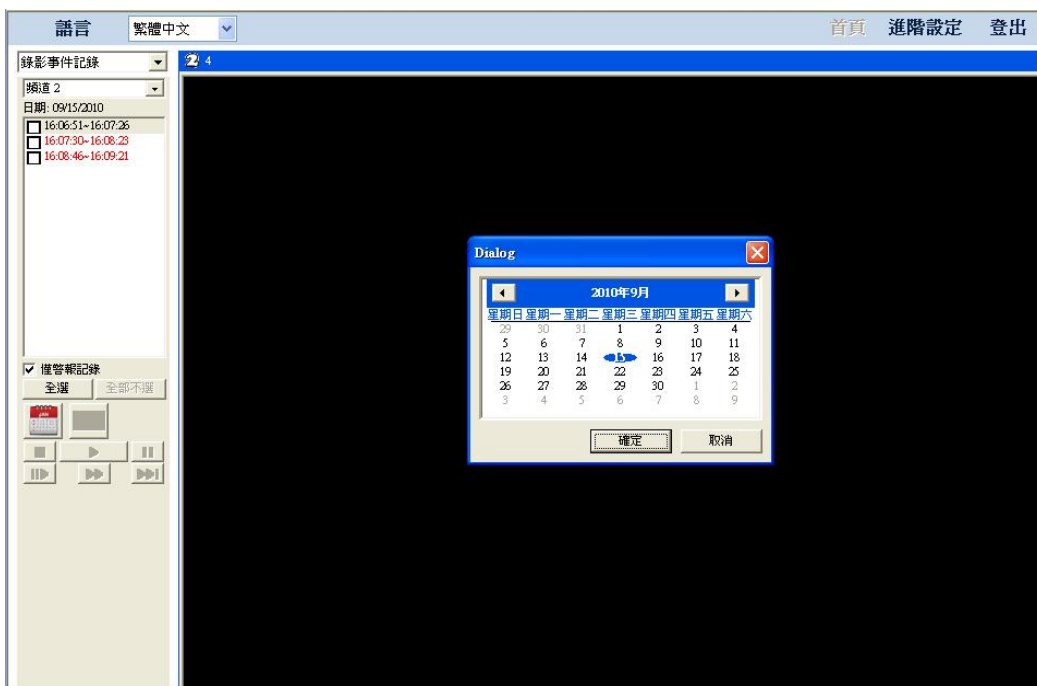 語言 繁體中文 首頁 進階設定 登出
錄影事件記錄
2 4
頻道 2
日期: 09/15/2010
16:06:51~16:07:26
16:07:30~16:08:23
16:08:46~16:09:21
僅警報記錄
全選 全部不選
Dialog
2010年9月
星期日 星期一 星期二 星期三 星期四 星期五 星期六
29 30 31 1 2 3 4
5 6 7 8 9 10 11
12 13 14 15 16 17 18
19 20 21 22 23 24 25
26 27 28 29 30 1 2
3 4 5 6 7 8 9
確定 取消